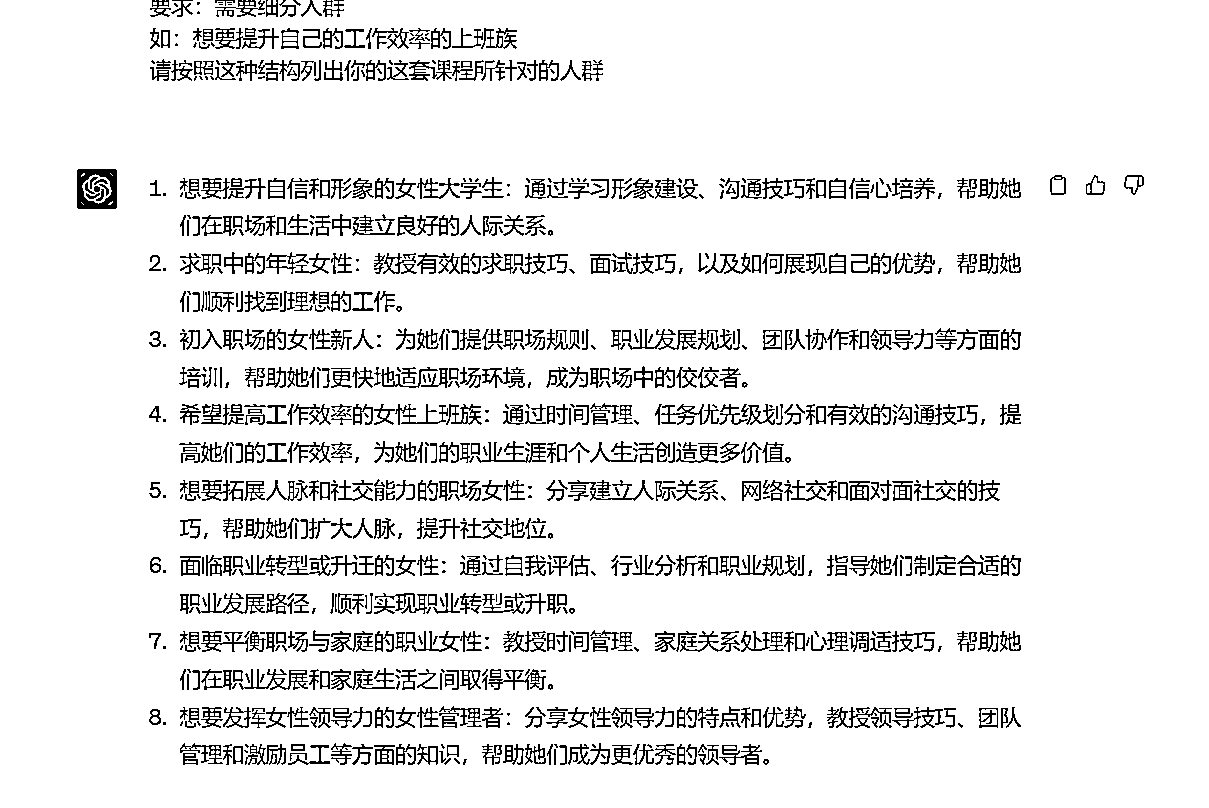 要求：需要细分人群
如：想要提升自己的工作效率的上班族
请按照这种结构列出你的这套课程所针对的人群
1. 想要提升自信和形象的女性大学生：通过学习形象建设、沟通技巧和自信心培养，帮助她
们在职场和生活中建立良好的人际关系。
2. 求职中的年轻女性：教授有效的求职技巧、面试技巧，以及如何展现自己的优势，帮助她
们顺利找到理想的工作。
3. 初入职场的女性新人：为她们提供职场规则、职业发展规划、团队协作和领导力等方面的
培训，帮助她们更快地适应职场环境，成为职场中的佼佼者。
4. 希望提高工作效率的女性上班族：通过时间管理、任务优先级划分和有效的沟通技巧，提
高她们的工作效率，为她们的职业生涯和个人生活创造更多价值。
5. 想要拓展人脉和社交能力的职场女性：分享建立人际关系、网络社交和面对面社交的技
巧，帮助她们扩大人脉，提升社交地位。
6. 面临职业转型或升迁的女性：通过自我评估、行业分析和职业规划，指导她们制定合适的
职业发展路径，顺利实现职业转型或升职。
7. 想要平衡职场与家庭的职业女性：教授时间管理、家庭关系处理和心理调适技巧，帮助她
们在职业发展和家庭生活之间取得平衡。
8. 想要发挥女性领导力的女性管理者：分享女性领导力的特点和优势，教授领导技巧、团队
管理和激励员工等方面的知识，帮助她们成为更优秀的领导者。